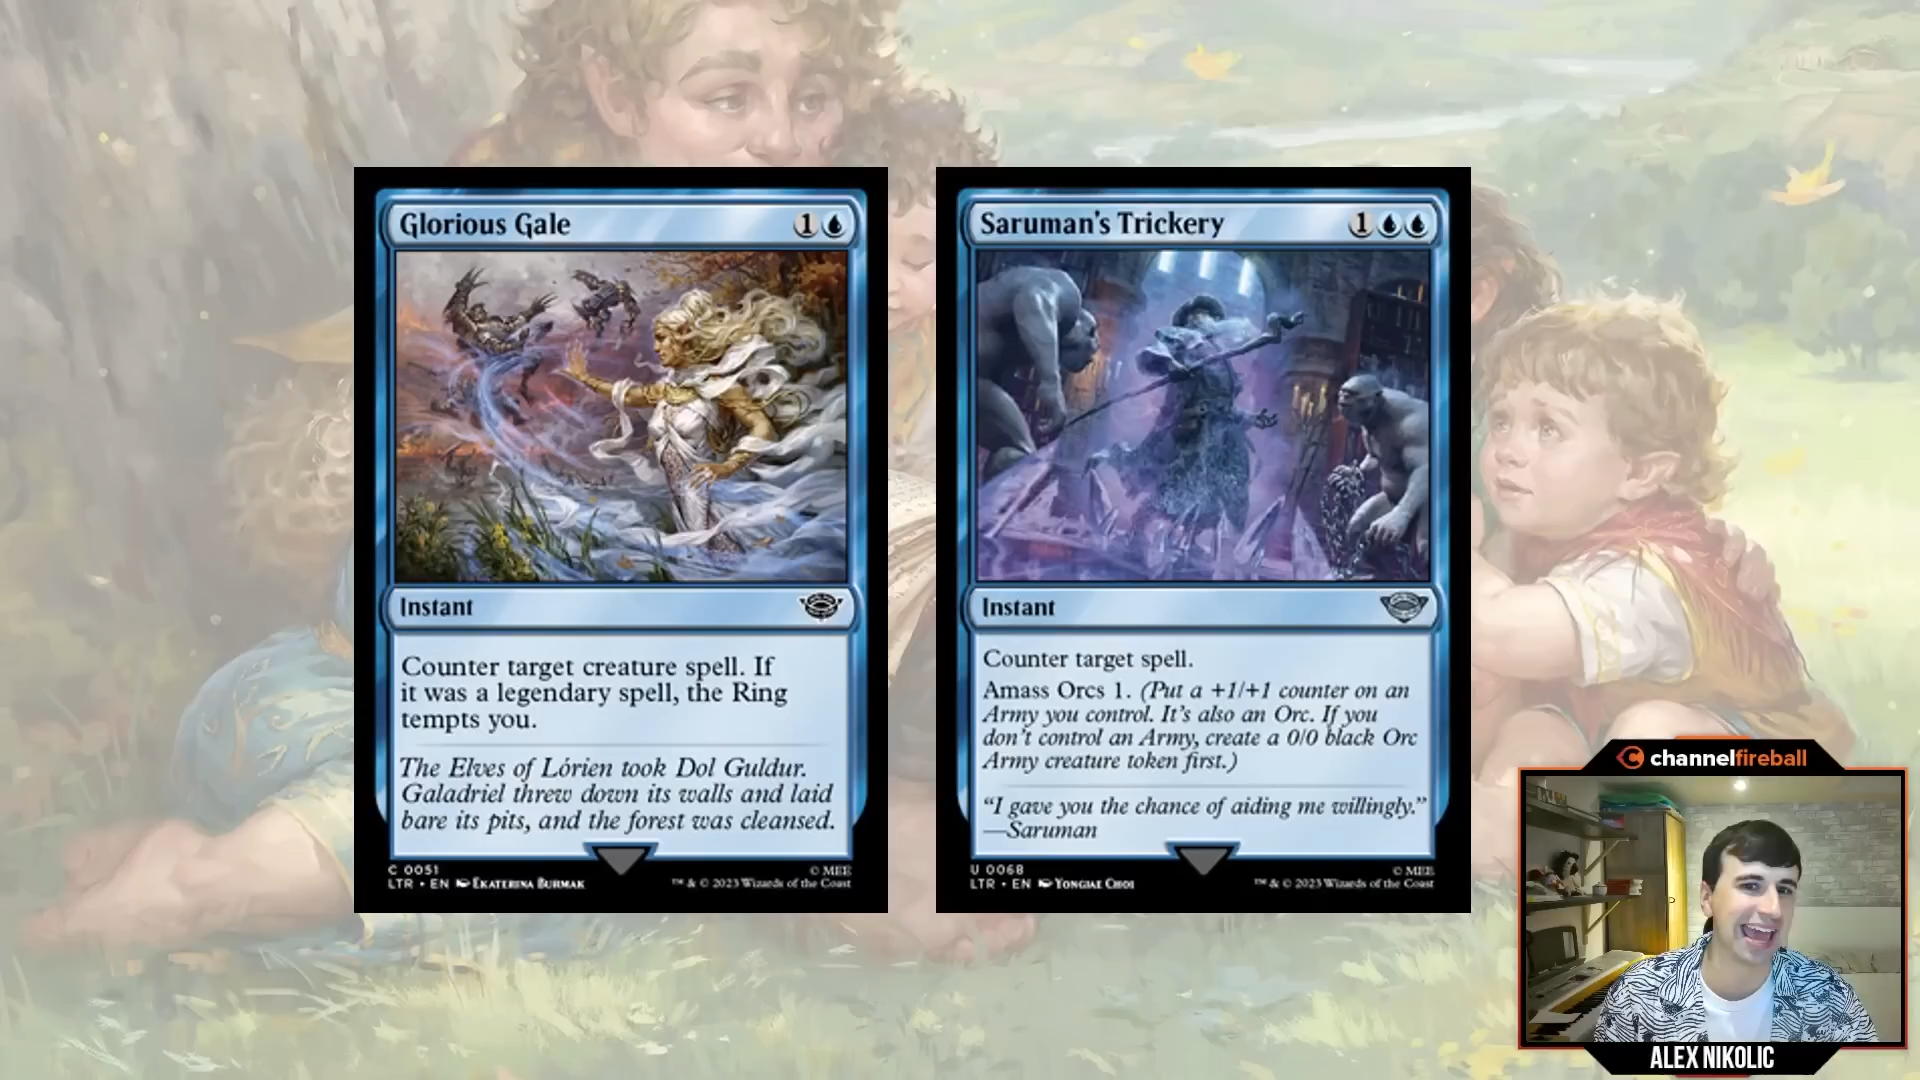 Glorious Gale 1
Instant
Counter target creature spell. If
it was a legendary spell, the Ring
tempts you.
The Elves of Lórien took Dol Guldur.
Galadriel threw down its walls and laid
bare its pits, and the forest was cleansed.
C 0051 © MEE
LTR • EN EKATERINA BURMAK ™ & © 2023 Wizards of the Coast
Saruman's Trickery 1
Instant
Counter target spell.
Amass Orcs 1. (Put a +1/+1 counter on an
Army you control. It's also an Orc. If you
don't control an Army, create a 0/0 black Orc
Army creature token first.)
“I gave you the chance of aiding me willingly.”
—Saruman
U 0068 © MEE
LTR • EN YONGJAE CHOI ™ & © 2023 Wizards of the Coast
channelfireball
ALEX NIKOLIC